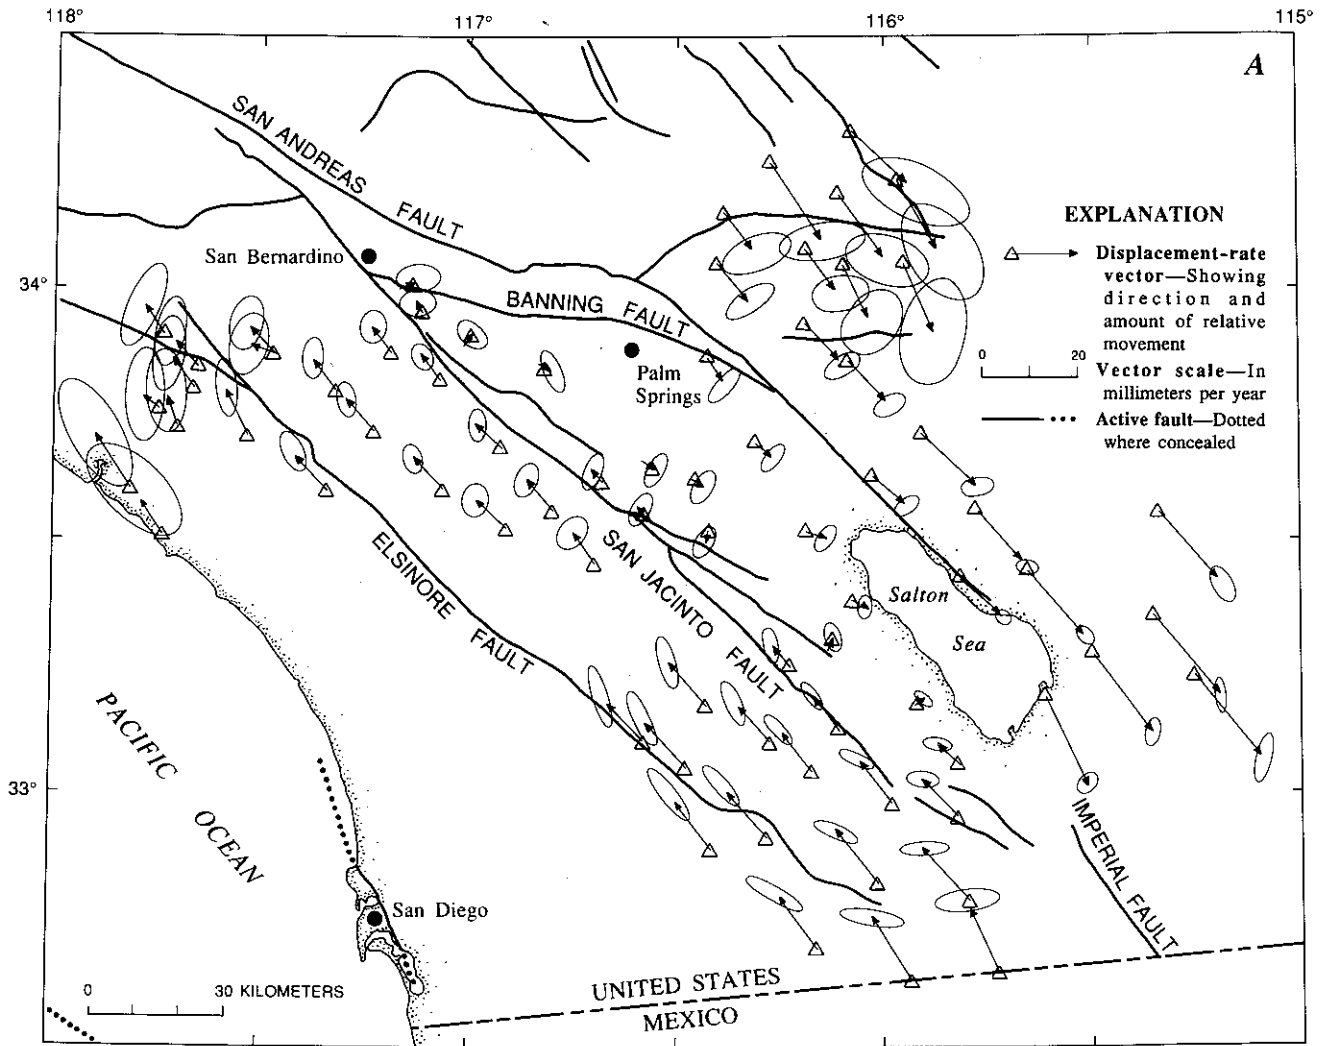 118°
117°
116°
115°
A
SAN ANDREAS
FAULT
San Bernardino
34°
BANNING FAULT
Palm
Springs
EXPLANATION
Displacement-rate
vector—Showing
direction and
amount of relative
movement
0 20
Vector scale—In
millimeters per year
Active fault—Dotted
where concealed
ELSINORE FAULT
SAN JACINTO FAULT
Salton
Sea
PACIFIC
OCEAN
33°
IMPERIAL FAULT
San Diego
0 30 KILOMETERS
UNITED STATES
MEXICO